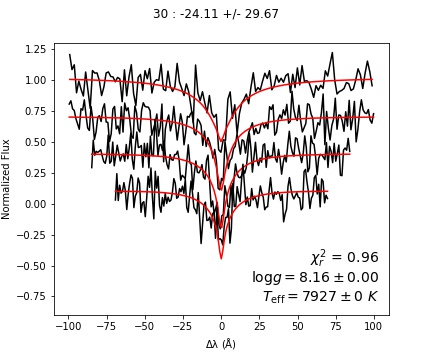 30 : -24.11 +/- 29.67
Normalized Flux
1.25
1.00
0.75
0.50
0.25
0.00
−0.25
−0.50
−0.75
χ²ᵣ = 0.96
logg = 8.16 ± 0.00
Teff = 7927 ± 0 K
−100 −75 −50 −25 0 25 50 75 100
Δλ (Å)